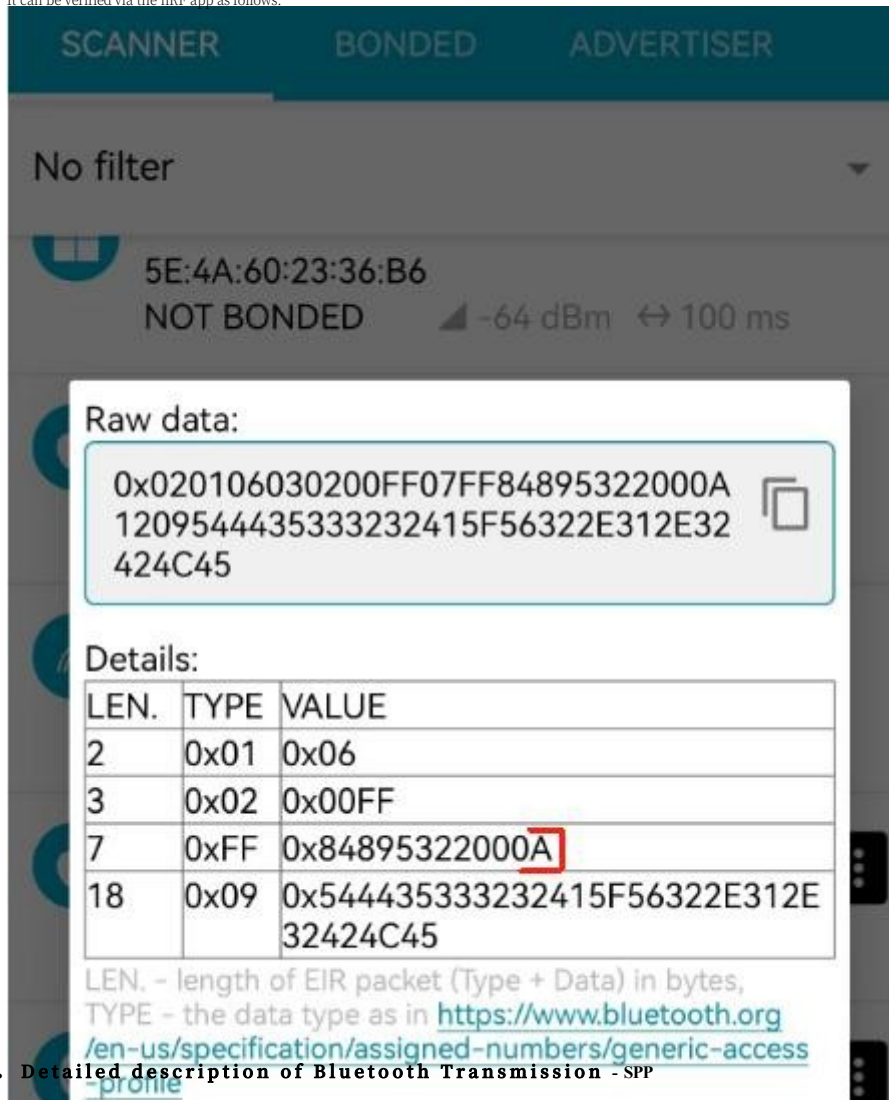 It can be verified via the nRF app as follows:
SCANNER BONDED ADVERTISER
No filter
5E:4A:60:23:36:B6
NOT BONDED -64 dBm ↔ 100 ms
Raw data:
0x020106030200FF07FF84895322000A
1209544435333232415F56322E312E32
424C45
Details:
LEN. TYPE VALUE
2 0x01 0x06
3 0x02 0x00FF
7 0xFF 0x84895322000A
18 0x09 0x544435333232415F56322E312E
32424C45
LEN. - length of EIR packet (Type + Data) in bytes,
TYPE - the data type as in https://www.bluetooth.org
/en-us/specification/assigned-numbers/generic-access
-profile
. Detailed description of Bluetooth Transmission - SPP